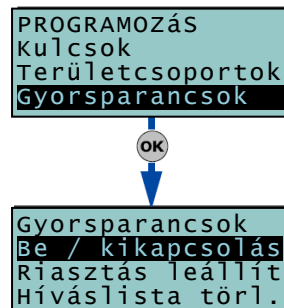 PROGRAMOZáS
Kulcsok
Területcsoportok
Gyorsparancsok
OK
Gyorsparancsok
Be / kikapcsolás
Riasztás leállít
Híváslista törl.